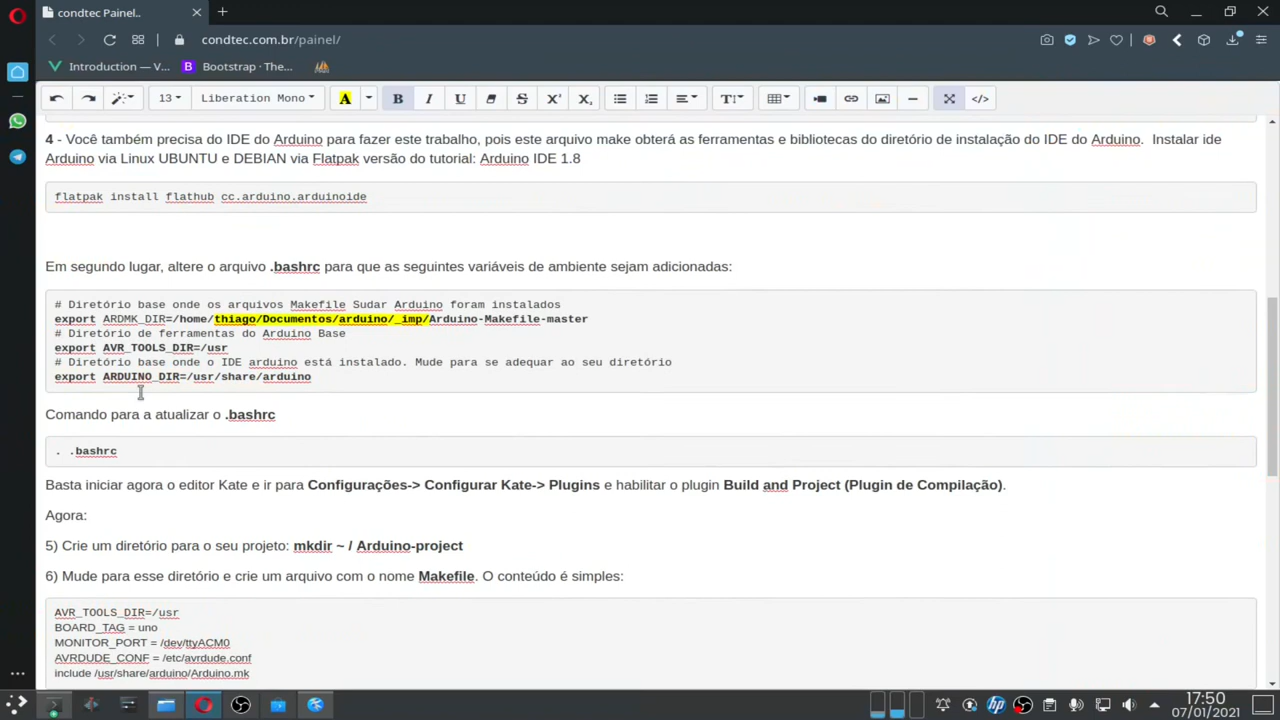 condtec Painel..
condtec.com.br/painel/
Introduction — V...
Bootstrap · The...
13
Liberation Mono
4 - Você também precisa do IDE do Arduino para fazer este trabalho, pois este arquivo make obterá as ferramentas e bibliotecas do diretório de instalação do IDE do Arduino.  Instalar ide
Arduino via Linux UBUNTU e DEBIAN via Flatpak versão do tutorial: Arduino IDE 1.8
flatpak install flathub cc.arduino.arduinoide
Em segundo lugar, altere o arquivo .bashrc para que as seguintes variáveis de ambiente sejam adicionadas:
# Diretório base onde os arquivos Makefile Sudar Arduino foram instalados
export ARDMK_DIR=/home/thiago/Documentos/arduino/_imp/Arduino-Makefile-master
# Diretório de ferramentas do Arduino Base
export AVR_TOOLS_DIR=/usr
# Diretório base onde o IDE arduino está instalado. Mude para se adequar ao seu diretório
export ARDUINO_DIR=/usr/share/arduino
Comando para a atualizar o .bashrc
. .bashrc
Basta iniciar agora o editor Kate e ir para Configurações-> Configurar Kate-> Plugins e habilitar o plugin Build and Project (Plugin de Compilação).
Agora:
5) Crie um diretório para o seu projeto: mkdir ~ / Arduino-project
6) Mude para esse diretório e crie um arquivo com o nome Makefile. O conteúdo é simples:
AVR_TOOLS_DIR=/usr
BOARD_TAG = uno
MONITOR_PORT = /dev/ttyACM0
AVRDUDE_CONF = /etc/avrdude.conf
include /usr/share/arduino/Arduino.mk
17:50
07/01/2021